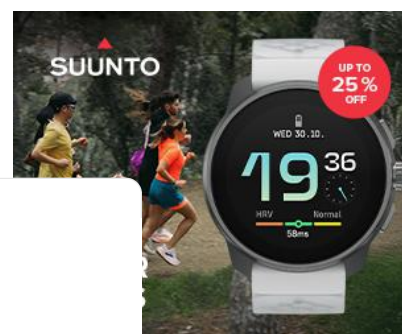 SUUNTO
UP TO
25%
OFF
WED 30.10.
19 36
HRV Normal
58ms